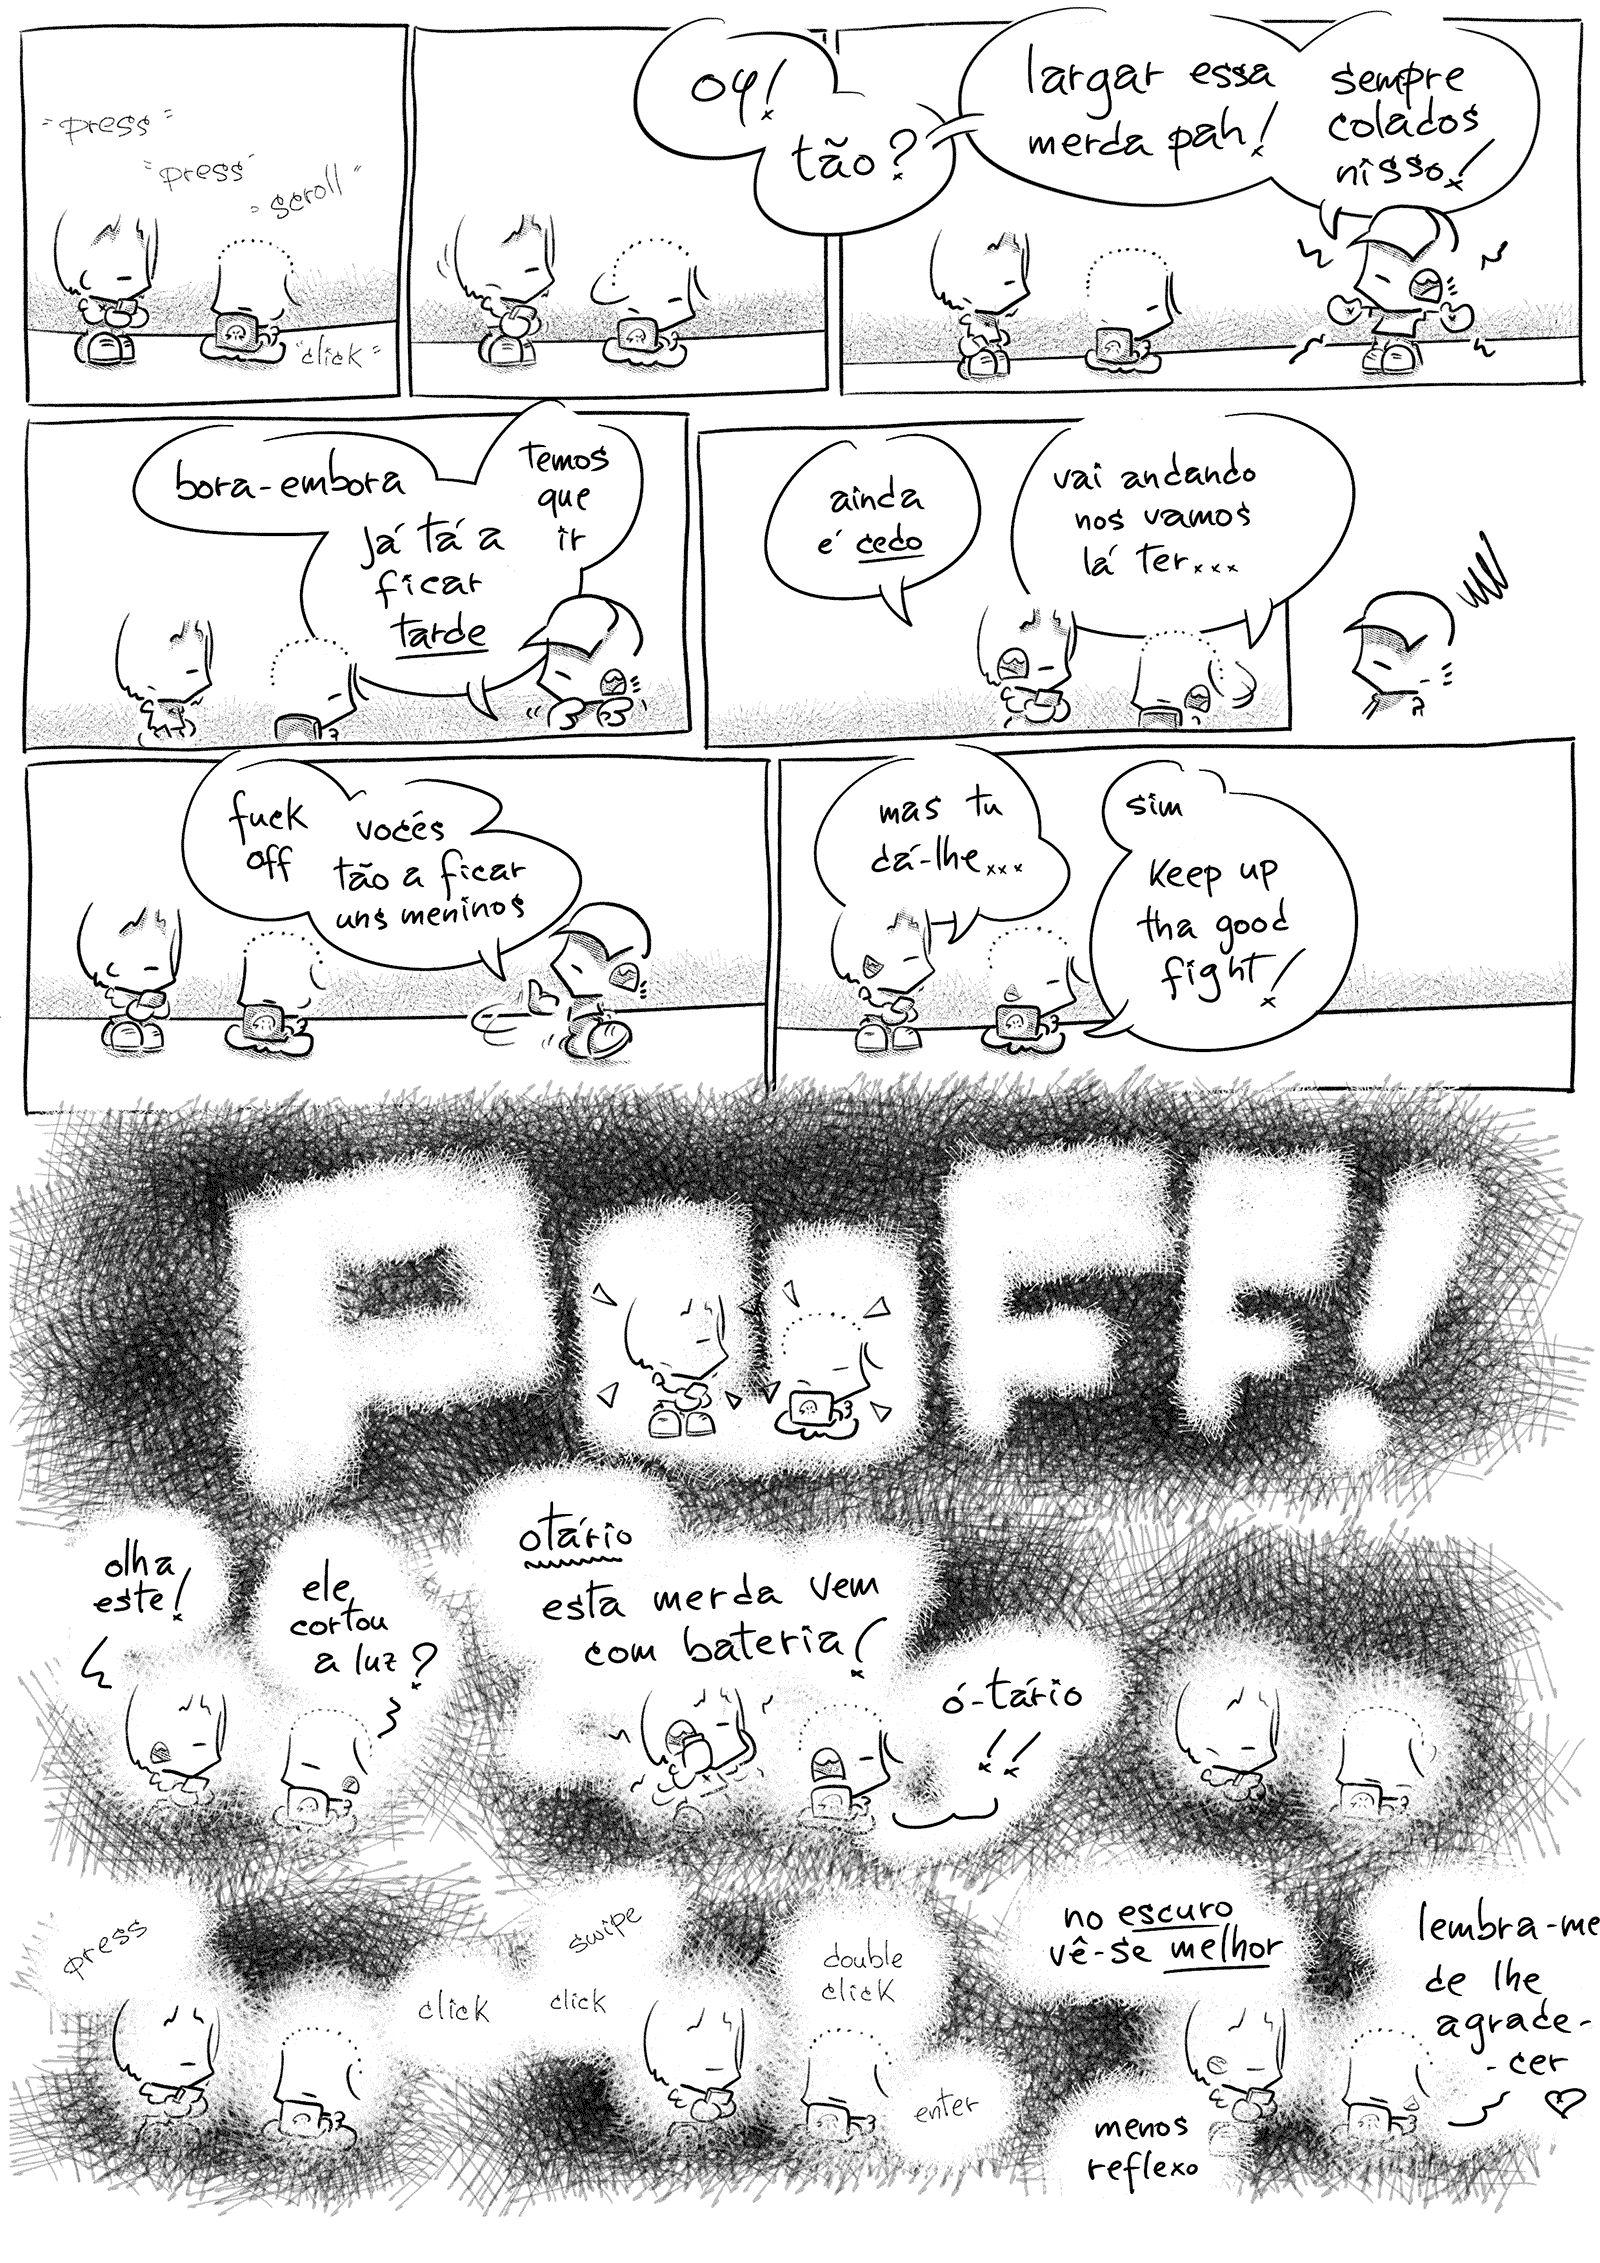 "press"
"press"
"scroll"
"click"
oy!
tão?
largar essa
merda pah!
sempre
colados
nisso!
bora-embora
temos
que
ir
Já tá a
ficar
tarde
ainda
é cedo
vai andando
nos vamos
lá ter...
fuck
off
vocés
tão a ficar
uns meninos
mas tu
dá-lhe...
sim
Keep up
tha good
fight!
PUFF!
olha
este!
ele
cortou
a luz?
otário
esta merda vem
com bateria!
ó-tário
!!
press
click
swipe
click
double
click
enter
no escuro
vê-se melhor
menos
reflexo
lembra-me
de lhe
agrade-
-cer